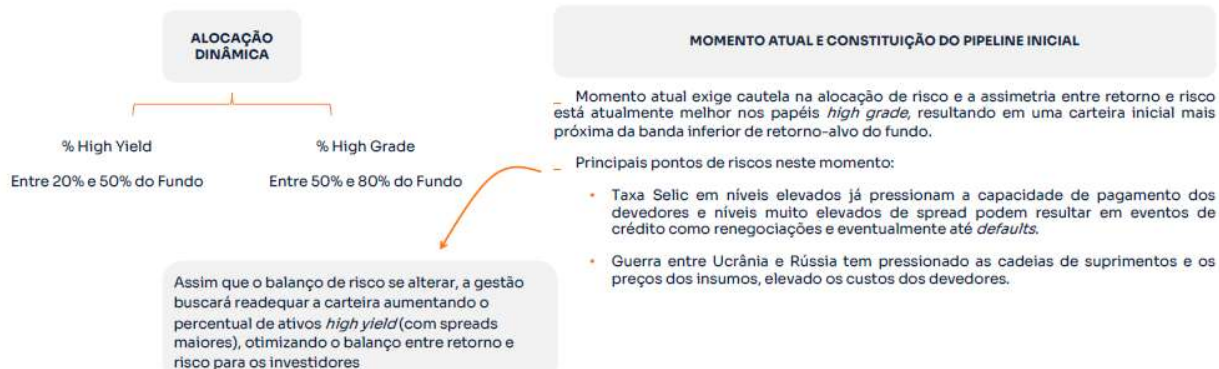 ALOCAÇÃO
DINÂMICA
% High Yield
% High Grade
Entre 20% e 50% do Fundo
Entre 50% e 80% do Fundo
Assim que o balanço de risco se alterar, a gestão
buscará readequar a carteira aumentando o
percentual de ativos high yield (com spreads
maiores), otimizando o balanço entre retorno e
risco para os investidores
MOMENTO ATUAL E CONSTITUIÇÃO DO PIPELINE INICIAL
_ Momento atual exige cautela na alocação de risco e a assimetria entre retorno e risco
está atualmente melhor nos papéis high grade, resultando em uma carteira inicial mais
próxima da banda inferior de retorno-alvo do fundo.
_ Principais pontos de riscos neste momento:
• Taxa Selic em níveis elevados já pressionam a capacidade de pagamento dos
devedores e níveis muito elevados de spread podem resultar em eventos de
crédito como renegociações e eventualmente até defaults.
• Guerra entre Ucrânia e Rússia tem pressionado as cadeias de suprimentos e os
preços dos insumos, elevado os custos dos devedores.